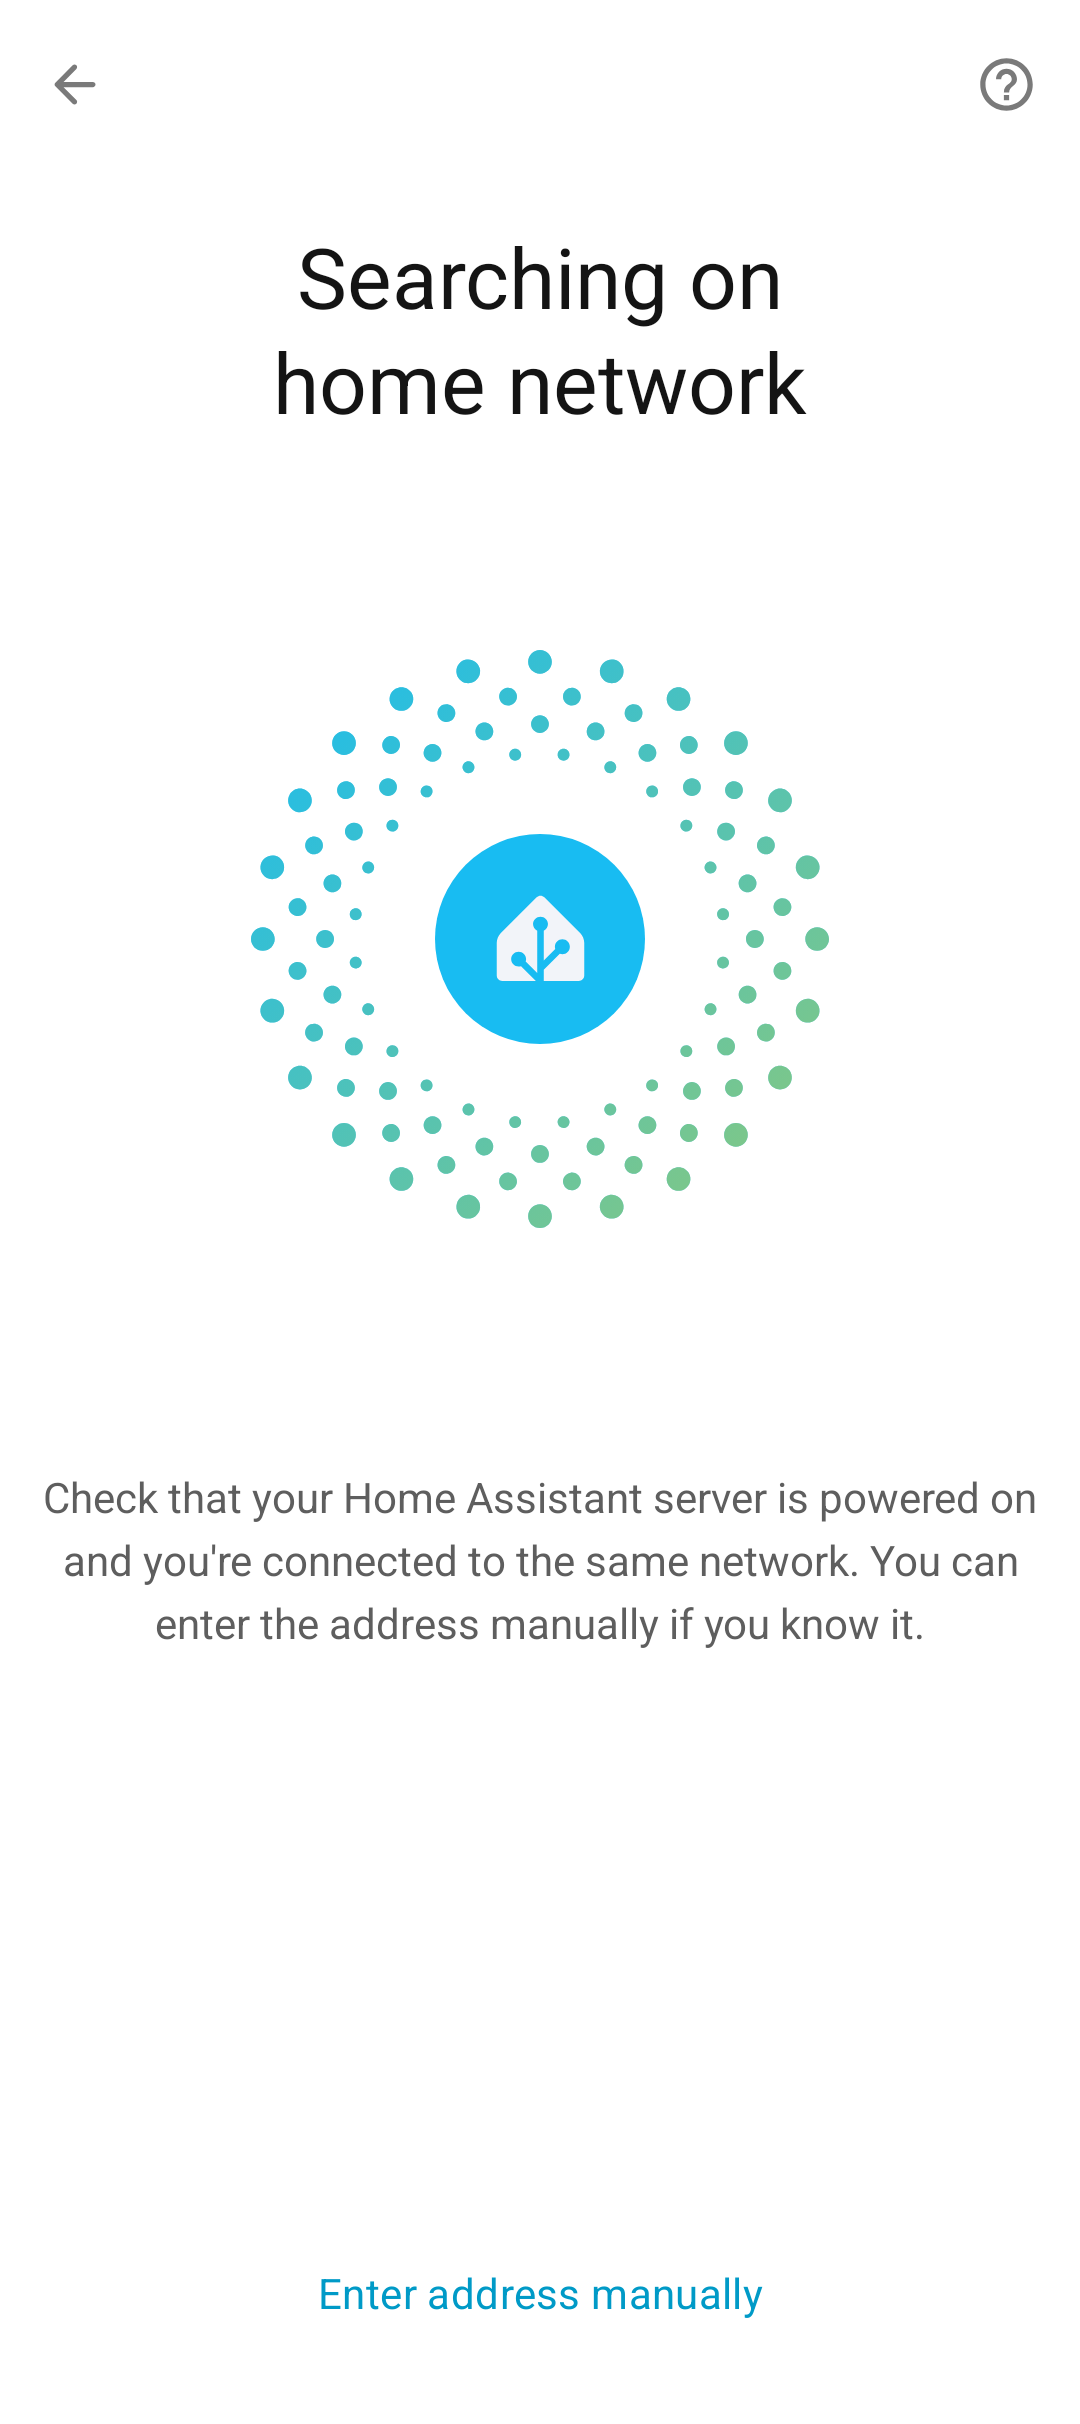 Searching on
home network
Check that your Home Assistant server is powered on
and you're connected to the same network. You can
enter the address manually if you know it.
Enter address manually